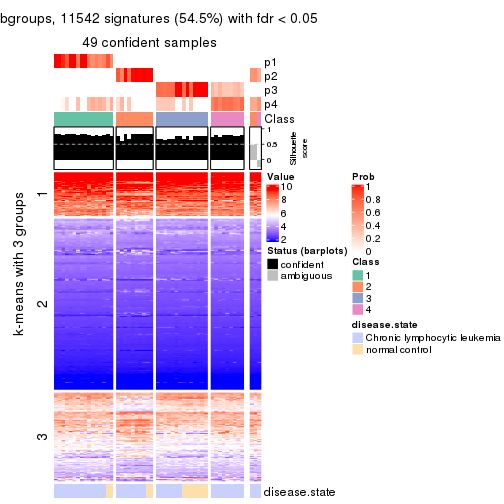 bgroups, 11542 signatures (54.5%) with fdr < 0.05
49 confident samples
p1
p2
p3
p4
Class
1
0.5
0
Silhouette
score
k-means with 3 groups
1
2
3
disease.state
Value
10
8
6
4
2
Status (barplots)
confident
ambiguous
Prob
1
0.8
0.6
0.4
0.2
0
Class
1
2
3
4
disease.state
Chronic lymphocytic leukemia
normal control